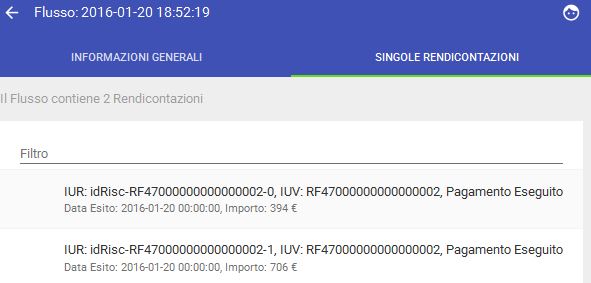 Flusso: 2016-01-20 18:52:19
INFORMAZIONI GENERALI
SINGOLE RENDICONTAZIONI
Il Flusso contiene 2 Rendicontazioni
Filtro
IUR: idRisc-RF47000000000000002-0, IUV: RF47000000000000002, Pagamento Eseguito
Data Esito: 2016-01-20 00:00:00, Importo: 394 €
IUR: idRisc-RF47000000000000002-1, IUV: RF47000000000000002, Pagamento Eseguito
Data Esito: 2016-01-20 00:00:00, Importo: 706 €